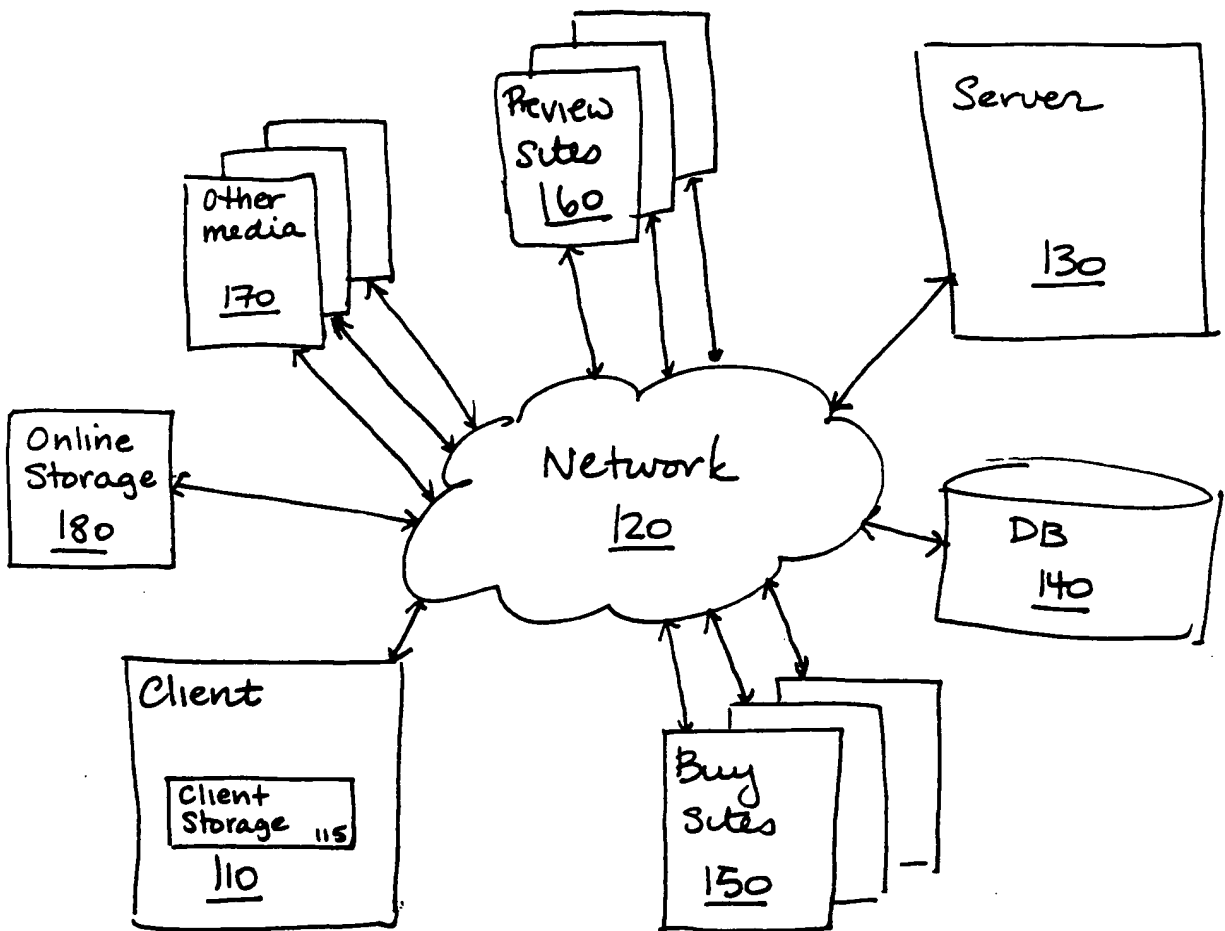 Preview
Sites
160
Server
130
Other
media
170
Online
Storage
180
Network
120
DB
140
Client
Client
Storage
115
110
Buy
Sites
150